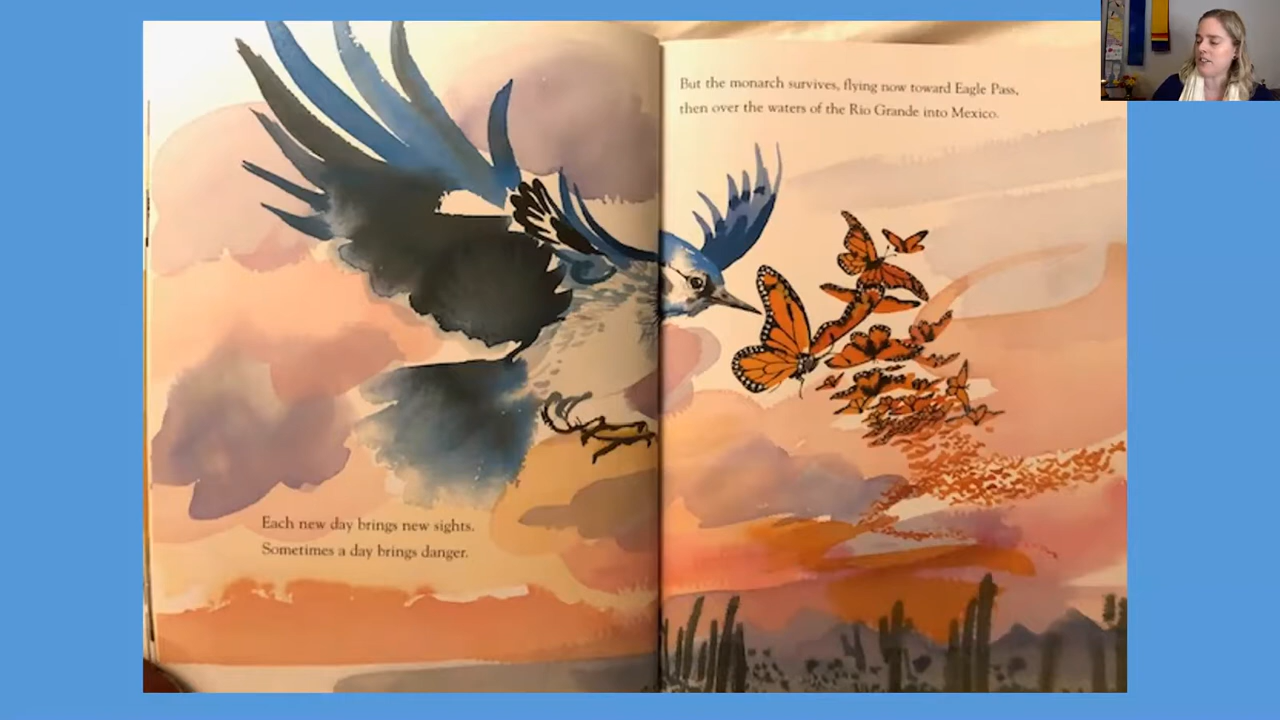 Each new day brings new sights.
Sometimes a day brings danger.
But the monarch survives, flying now toward Eagle Pass,
then over the waters of the Rio Grande into Mexico.